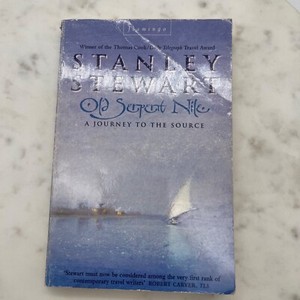 flamingo
Winner of the Thomas Cook/Daily Telegraph Travel Award
STANLEY
STEWART
Old Serpent Nile
A JOURNEY TO THE SOURCE
'Stewart must now be considered among the very first rank of
contemporary travel writers' ROBERT CARVER, TLS